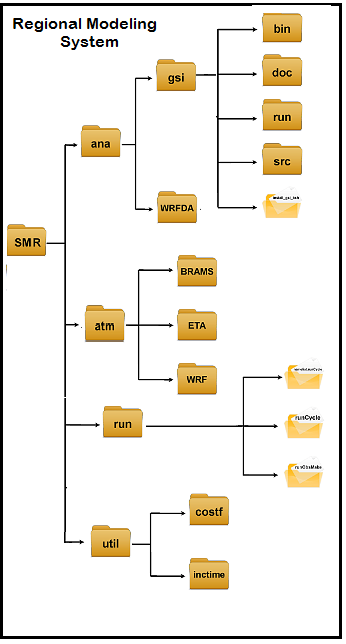 Regional Modeling
System
bin
gsi
doc
run
ana
src
WRFDA
SMR
BRAMS
atm
ETA
WRF
run
runCycle
runObsMake
costf
util
inctime